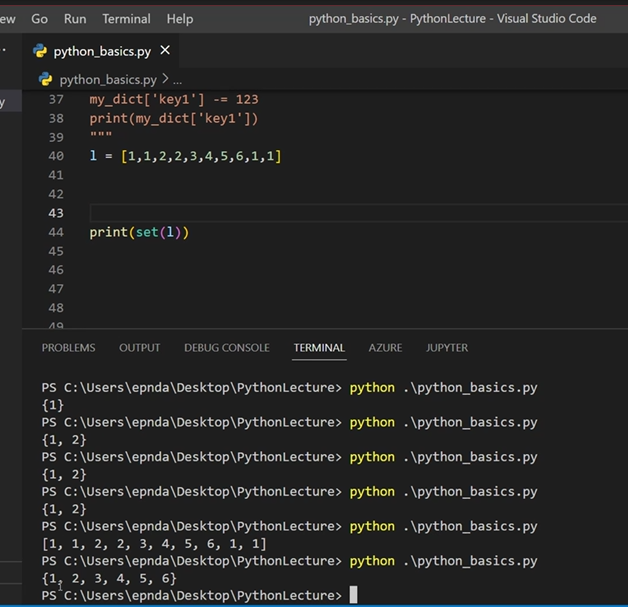 ew Go Run Terminal Help python_basics.py - PythonLecture - Visual Studio Code
python_basics.py ×
python_basics.py > ...
37 my_dict['key1'] -= 123
38 print(my_dict['key1'])
39 """
40 l = [1,1,2,2,3,4,5,6,1,1]
41
42
43
44 print(set(l))
45
46
47
48
49
PROBLEMS OUTPUT DEBUG CONSOLE TERMINAL AZURE JUPYTER
PS C:\Users\epnda\Desktop\PythonLecture> python .\python_basics.py
{1}
PS C:\Users\epnda\Desktop\PythonLecture> python .\python_basics.py
{1, 2}
PS C:\Users\epnda\Desktop\PythonLecture> python .\python_basics.py
{1, 2}
PS C:\Users\epnda\Desktop\PythonLecture> python .\python_basics.py
{1, 2}
PS C:\Users\epnda\Desktop\PythonLecture> python .\python_basics.py
[1, 1, 2, 2, 3, 4, 5, 6, 1, 1]
PS C:\Users\epnda\Desktop\PythonLecture> python .\python_basics.py
{1, 2, 3, 4, 5, 6}
PS C:\Users\epnda\Desktop\PythonLecture>